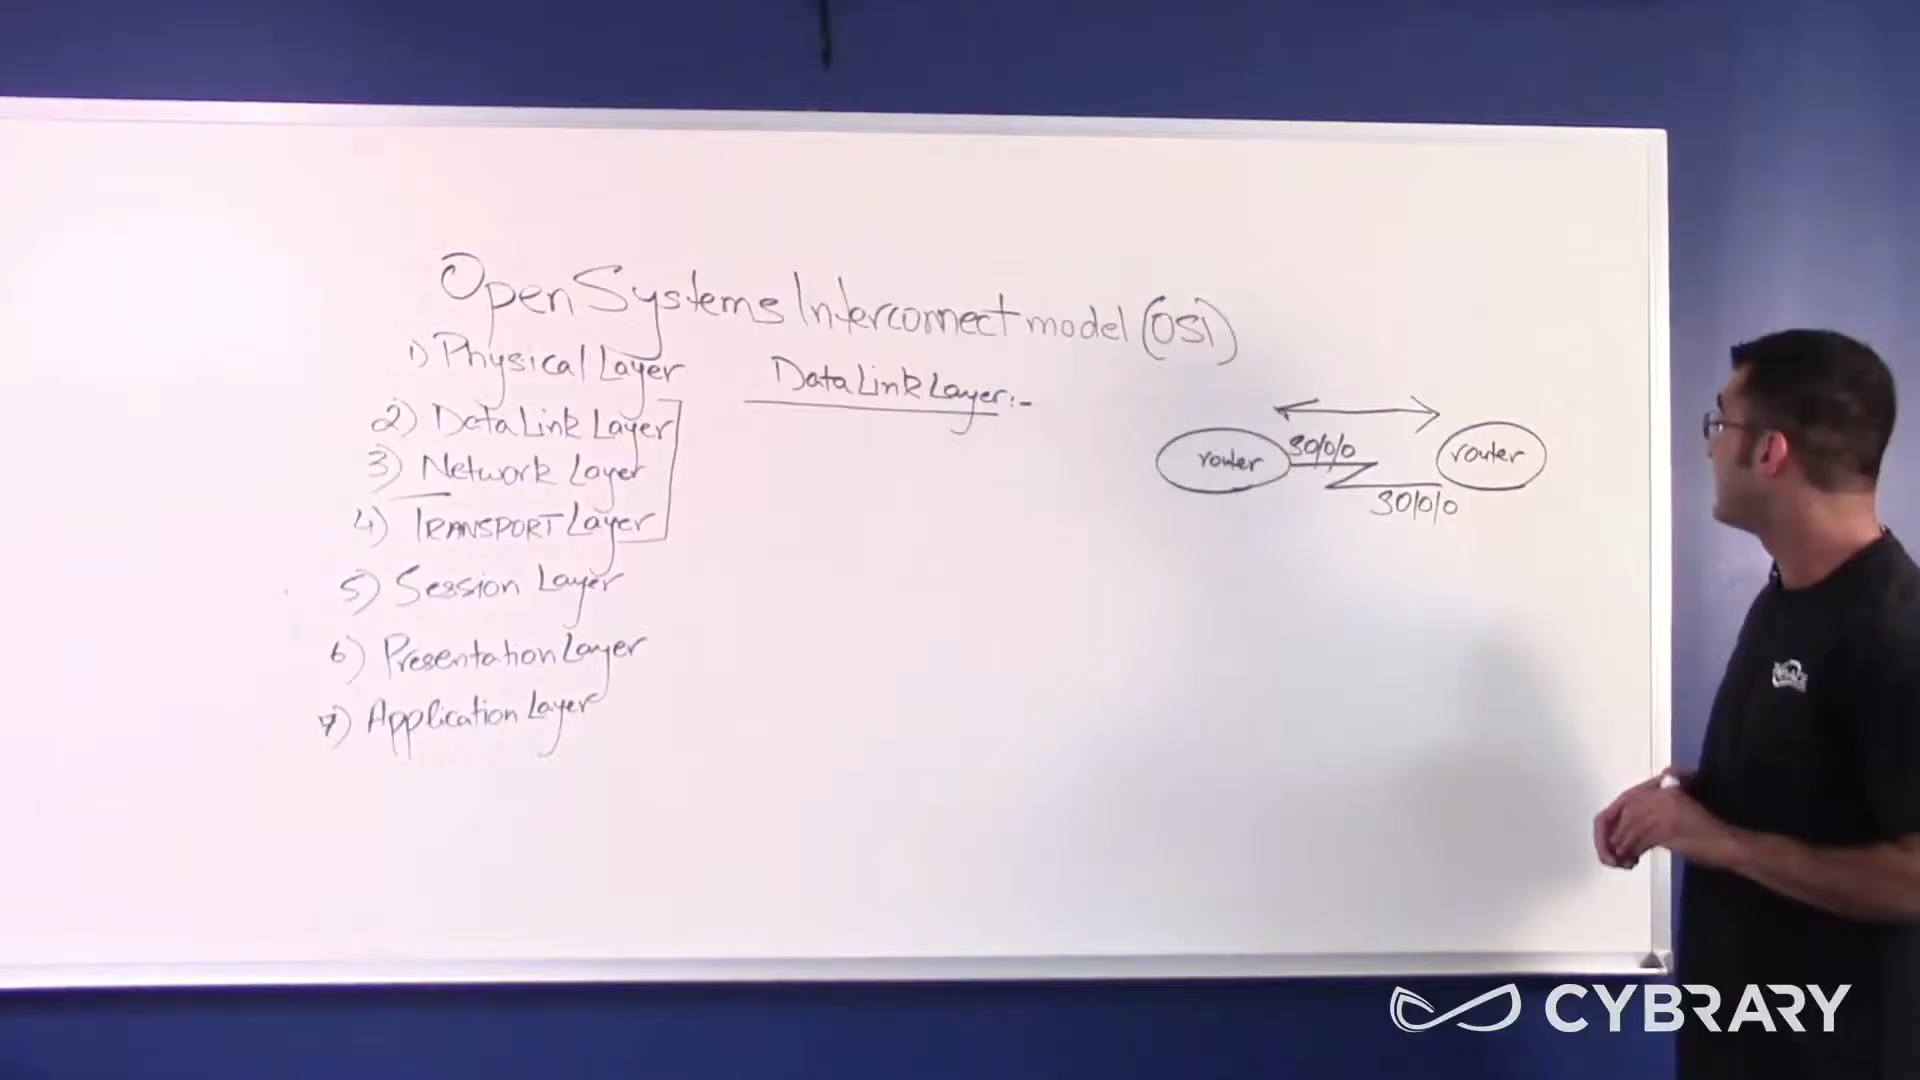 Open Systems Interconnect model (OSI)
1) Physical Layer
2) Data Link Layer
3) Network Layer
4) TRANSPORT Layer
5) Session Layer
6) Presentation Layer
7) Application Layer
Data Link Layer:-
router
S0/0/0
router
S0/0/0
CYBRARY